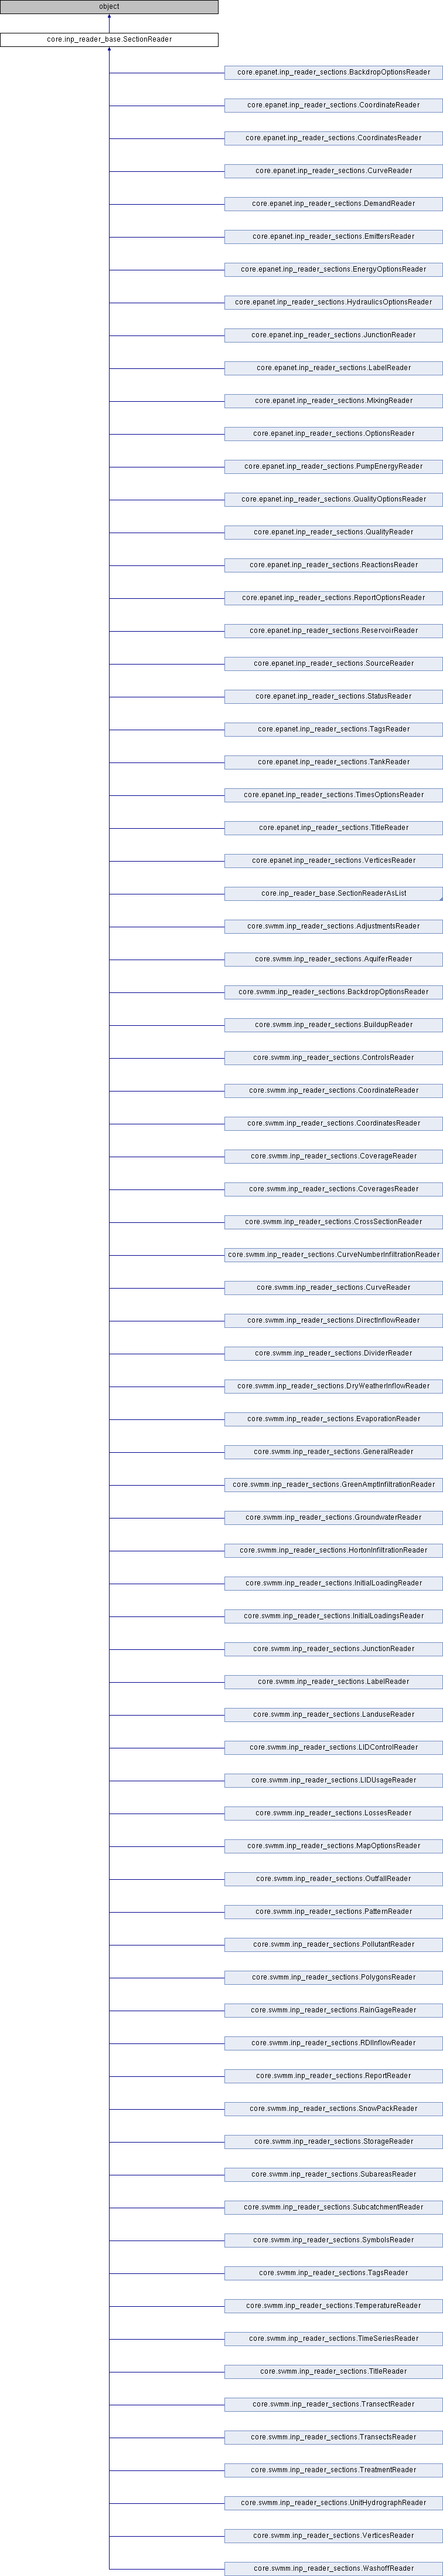 object
core.inp_reader_base.SectionReader
core.epanet.inp_reader_sections.BackdropOptionsReader
core.epanet.inp_reader_sections.CoordinateReader
core.epanet.inp_reader_sections.CoordinatesReader
core.epanet.inp_reader_sections.CurveReader
core.epanet.inp_reader_sections.DemandReader
core.epanet.inp_reader_sections.EmittersReader
core.epanet.inp_reader_sections.EnergyOptionsReader
core.epanet.inp_reader_sections.HydraulicsOptionsReader
core.epanet.inp_reader_sections.JunctionReader
core.epanet.inp_reader_sections.LabelReader
core.epanet.inp_reader_sections.MixingReader
core.epanet.inp_reader_sections.OptionsReader
core.epanet.inp_reader_sections.PumpEnergyReader
core.epanet.inp_reader_sections.QualityOptionsReader
core.epanet.inp_reader_sections.QualityReader
core.epanet.inp_reader_sections.ReactionsReader
core.epanet.inp_reader_sections.ReportOptionsReader
core.epanet.inp_reader_sections.ReservoirReader
core.epanet.inp_reader_sections.SourceReader
core.epanet.inp_reader_sections.StatusReader
core.epanet.inp_reader_sections.TagsReader
core.epanet.inp_reader_sections.TankReader
core.epanet.inp_reader_sections.TimesOptionsReader
core.epanet.inp_reader_sections.TitleReader
core.epanet.inp_reader_sections.VerticesReader
core.inp_reader_base.SectionReaderAsList
core.swmm.inp_reader_sections.AdjustmentsReader
core.swmm.inp_reader_sections.AquiferReader
core.swmm.inp_reader_sections.BackdropOptionsReader
core.swmm.inp_reader_sections.BuildupReader
core.swmm.inp_reader_sections.ControlsReader
core.swmm.inp_reader_sections.CoordinateReader
core.swmm.inp_reader_sections.CoordinatesReader
core.swmm.inp_reader_sections.CoverageReader
core.swmm.inp_reader_sections.CoveragesReader
core.swmm.inp_reader_sections.CrossSectionReader
core.swmm.inp_reader_sections.CurveNumberInfiltrationReader
core.swmm.inp_reader_sections.CurveReader
core.swmm.inp_reader_sections.DirectInflowReader
core.swmm.inp_reader_sections.DividerReader
core.swmm.inp_reader_sections.DryWeatherInflowReader
core.swmm.inp_reader_sections.EvaporationReader
core.swmm.inp_reader_sections.GeneralReader
core.swmm.inp_reader_sections.GreenAmptInfiltrationReader
core.swmm.inp_reader_sections.GroundwaterReader
core.swmm.inp_reader_sections.HortonInfiltrationReader
core.swmm.inp_reader_sections.InitialLoadingReader
core.swmm.inp_reader_sections.InitialLoadingsReader
core.swmm.inp_reader_sections.JunctionReader
core.swmm.inp_reader_sections.LabelReader
core.swmm.inp_reader_sections.LanduseReader
core.swmm.inp_reader_sections.LIDControlReader
core.swmm.inp_reader_sections.LIDUsageReader
core.swmm.inp_reader_sections.LossesReader
core.swmm.inp_reader_sections.MapOptionsReader
core.swmm.inp_reader_sections.OutfallReader
core.swmm.inp_reader_sections.PatternReader
core.swmm.inp_reader_sections.PollutantReader
core.swmm.inp_reader_sections.PolygonsReader
core.swmm.inp_reader_sections.RainGageReader
core.swmm.inp_reader_sections.RDIInflowReader
core.swmm.inp_reader_sections.ReportReader
core.swmm.inp_reader_sections.SnowPackReader
core.swmm.inp_reader_sections.StorageReader
core.swmm.inp_reader_sections.SubareasReader
core.swmm.inp_reader_sections.SubcatchmentReader
core.swmm.inp_reader_sections.SymbolsReader
core.swmm.inp_reader_sections.TagsReader
core.swmm.inp_reader_sections.TemperatureReader
core.swmm.inp_reader_sections.TimeSeriesReader
core.swmm.inp_reader_sections.TitleReader
core.swmm.inp_reader_sections.TransectReader
core.swmm.inp_reader_sections.TransectsReader
core.swmm.inp_reader_sections.TreatmentReader
core.swmm.inp_reader_sections.UnitHydrographReader
core.swmm.inp_reader_sections.VerticesReader
core.swmm.inp_reader_sections.WashoffReader